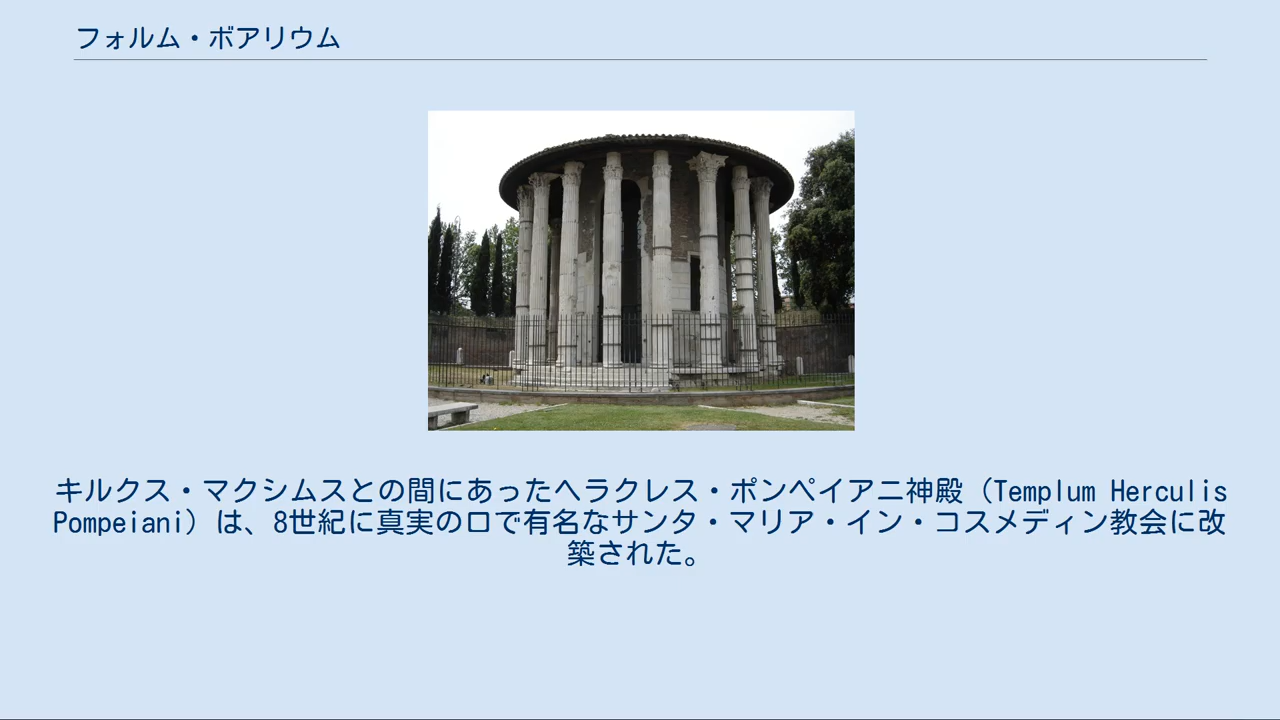 フォルム・ボアリウム
キルクス・マクシムスとの間にあったヘラクレス・ポンペイアニ神殿（Templum Herculis
Pompeiani）は、8世紀に真実の口で有名なサンタ・マリア・イン・コスメディン教会に改
築された。